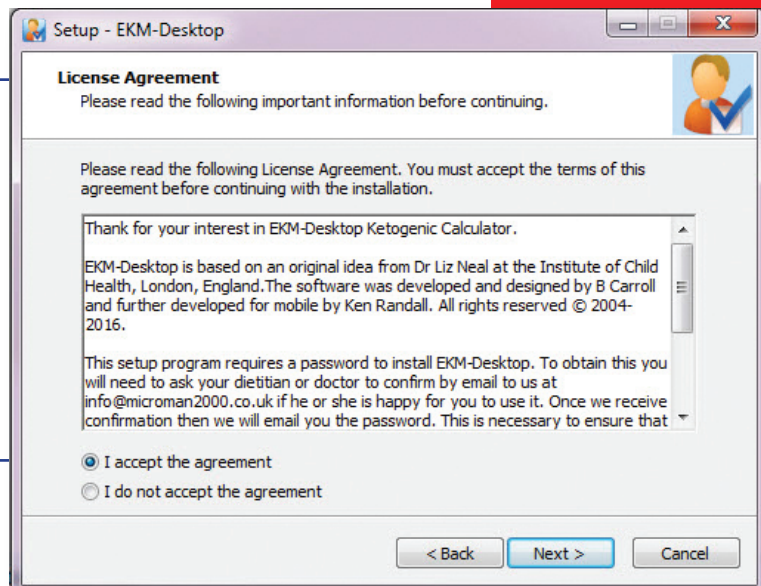 Setup - EKM-Desktop
License Agreement
Please read the following important information before continuing.
Please read the following License Agreement. You must accept the terms of this
agreement before continuing with the installation.
Thank for your interest in EKM-Desktop Ketogenic Calculator.
EKM-Desktop is based on an original idea from Dr Liz Neal at the Institute of Child
Health, London, England.The software was developed and designed by B Carroll
and further developed for mobile by Ken Randall. All rights reserved © 2004-
2016.
This setup program requires a password to install EKM-Desktop. To obtain this you
will need to ask your dietitian or doctor to confirm by email to us at
info@microman2000.co.uk if he or she is happy for you to use it. Once we receive
confirmation then we will email you the password. This is necessary to ensure that
I accept the agreement
I do not accept the agreement
< Back Next > Cancel